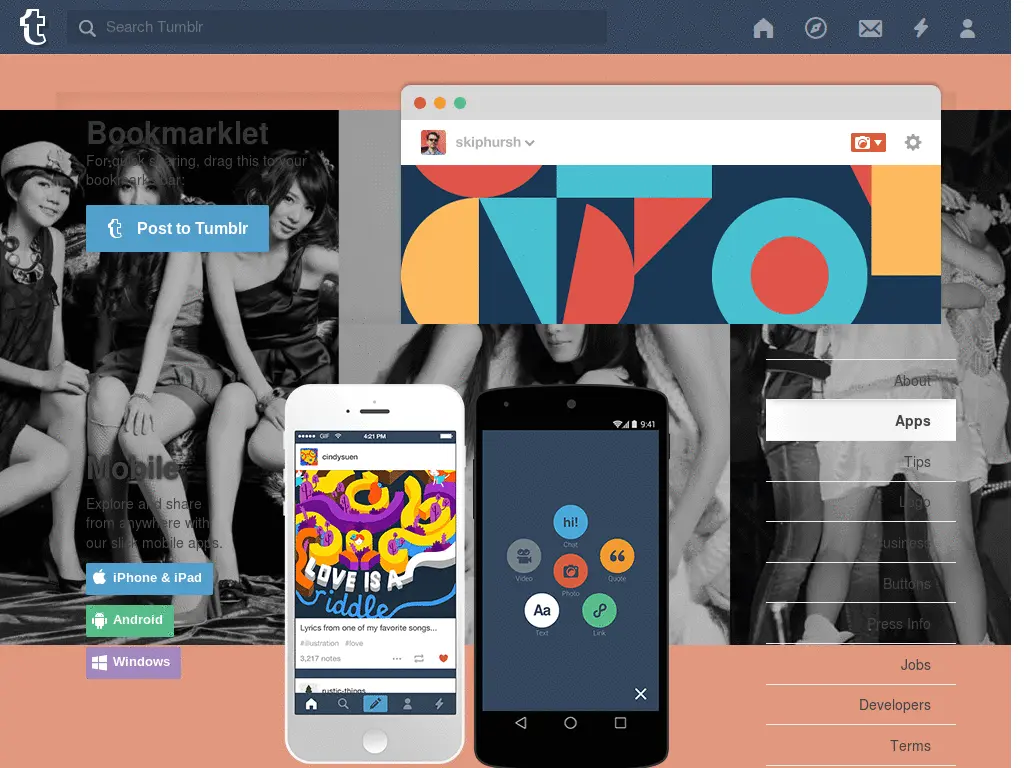 Search Tumblr
Bookmarklet
For quick sharing, drag this to your
bookmarks bar:
Post to Tumblr
skiphursh
Mobile
Explore and share
from anywhere with
our slick mobile apps.
iPhone & iPad
Android
Windows
GIF
4:21 PM
cindysuen
LOVE IS A
riddle
Lyrics from one of my favorite songs...
#illustration #love
3,217 notes
rustic-things
9:41
hi!
Chat
Video
Quote
Photo
Aa
Text
Link
About
Apps
Tips
Logo
Business
Buttons
Press Info
Jobs
Developers
Terms